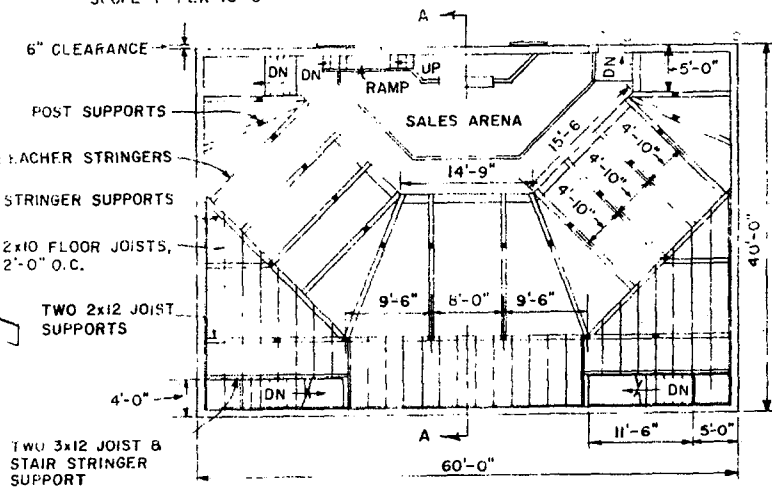 A
6" CLEARANCE
DN
DN
UP
DN
5'-0"
RAMP
POST SUPPORTS
SALES ARENA
15'-6
4'-10"
EACHER STRINGERS
4'-10"
14'-9"
4'-10"
STRINGER SUPPORTS
2x10 FLOOR JOISTS,
2'-0" O.C.
40'-0"
TWO 2x12 JOIST
SUPPORTS
9'-6"
8'-0"
9'-6"
4'-0"
DN
DN
A
11'-6"
5'-0"
TWO 3x12 JOIST &
STAIR STRINGER
SUPPORT
60'-0"